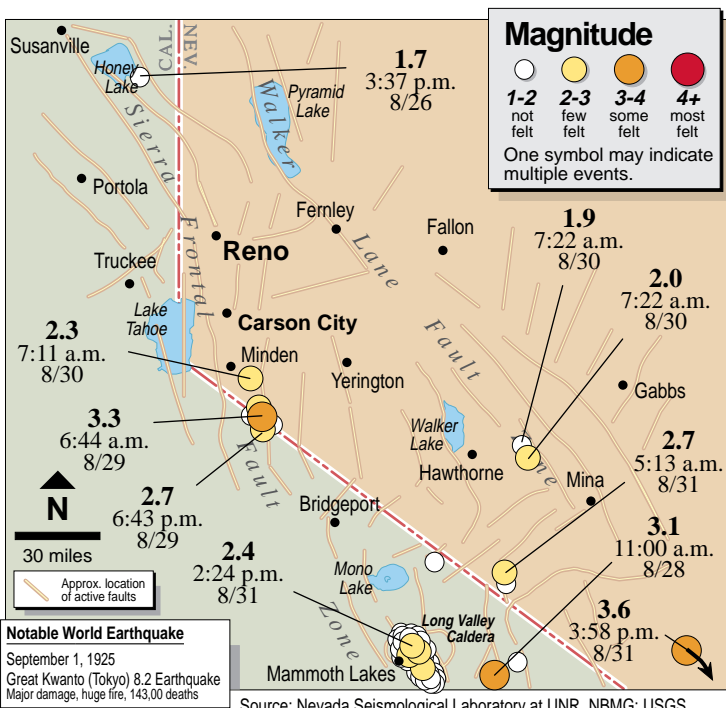 Susanville
CAL.
NEV.
Honey
Lake
1.7
3:37 p.m.
8/26
Walker
Pyramid
Lake
Magnitude
1-2 2-3 3-4 4+
not few some most
felt felt felt felt
One symbol may indicate
multiple events.
Sierra
Portola
Frontal
Fernley
Reno
Lane
Fallon
1.9
7:22 a.m.
8/30
Truckee
2.0
7:22 a.m.
8/30
Lake
Tahoe
Carson City
Fault
2.3
7:11 a.m.
8/30
Minden
Yerington
Gabbs
3.3
6:44 a.m.
8/29
Walker
Lake
Hawthorne
Zone
2.7
5:13 a.m.
8/31
Mina
Fault
N
30 miles
2.7
6:43 p.m.
8/29
Bridgeport
3.1
11:00 a.m.
8/28
2.4
2:24 p.m.
8/31
Mono
Lake
Approx. location
of active faults
Zone
Long Valley
Caldera
3.6
3:58 p.m.
8/31
Mammoth Lakes
Notable World Earthquake
September 1, 1925
Great Kwanto (Tokyo) 8.2 Earthquake
Major damage, huge fire, 143,00 deaths
Source: Nevada Seismological Laboratory at UNR, NBMG; USGS